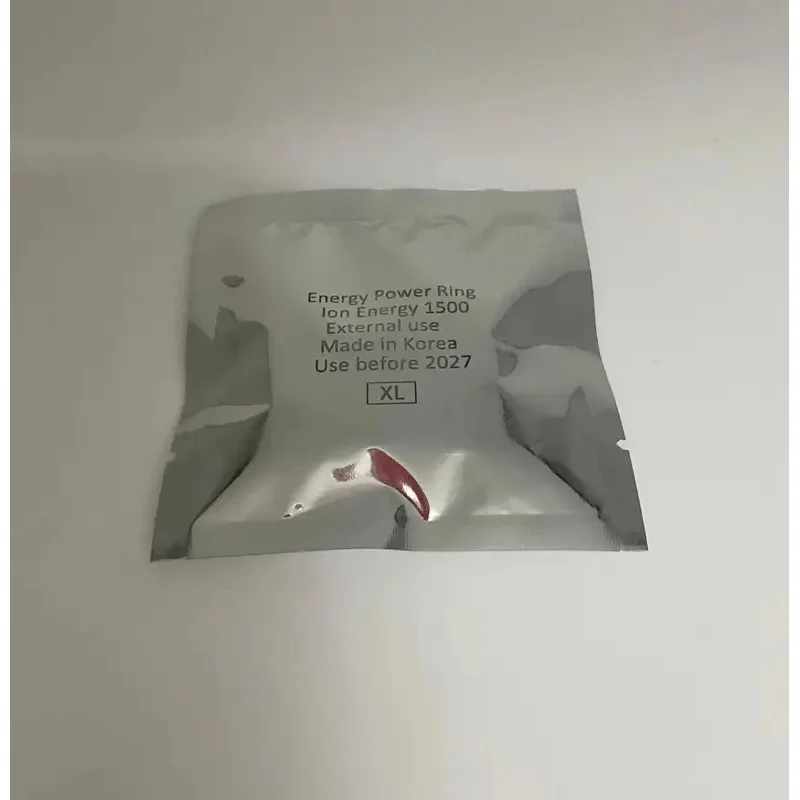 Energy Power Ring
Ion Energy 1500
External use
Made in Korea
Use before 2027
XL